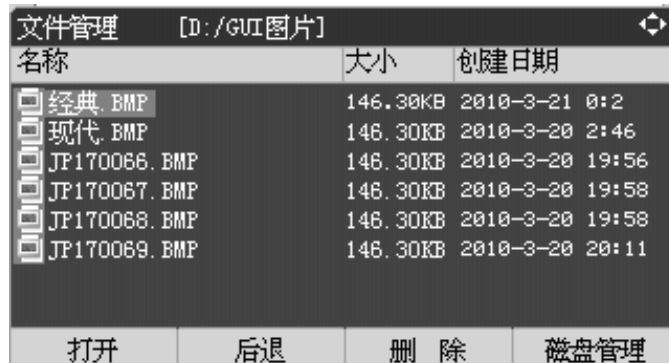 文件管理 [D:/GUI图片]
名称 大小 创建日期
经典.BMP 146.30KB 2010-3-21 0:2
现代.BMP 146.30KB 2010-3-20 2:46
JP170066.BMP 146.30KB 2010-3-20 19:56
JP170067.BMP 146.30KB 2010-3-20 19:58
JP170068.BMP 146.30KB 2010-3-20 19:58
JP170069.BMP 146.30KB 2010-3-20 20:11
打开 后退 删 除 磁盘管理